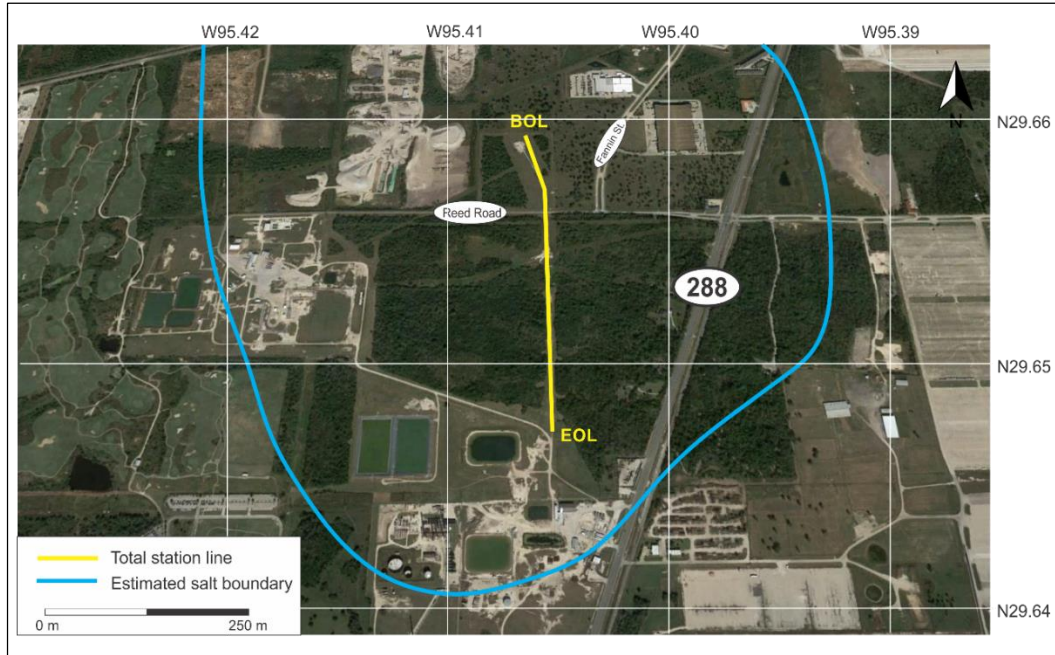 W95.42
W95.41
W95.40
W95.39
N
N29.66
BOL
Fannin St.
Reed Road
288
N29.65
EOL
Total station line
Estimated salt boundary
0 m
250 m
N29.64